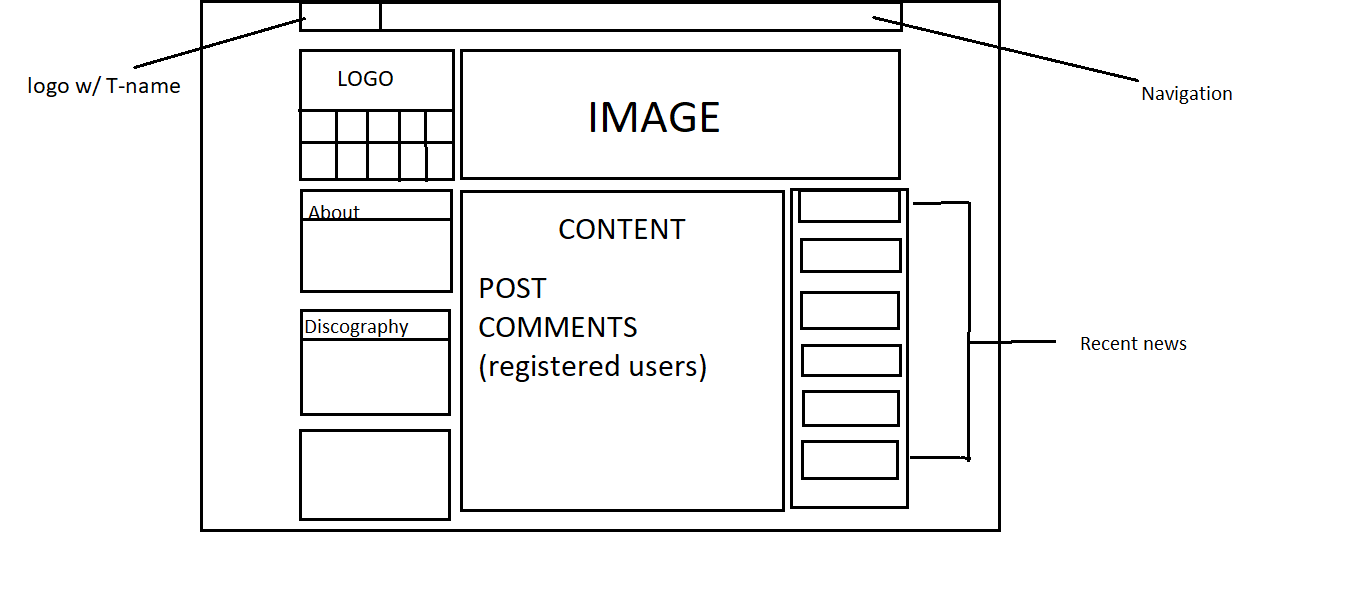 logo w/ T-name
Navigation
LOGO
IMAGE
About
CONTENT
POST
COMMENTS
(registered users)
Discography
Recent news